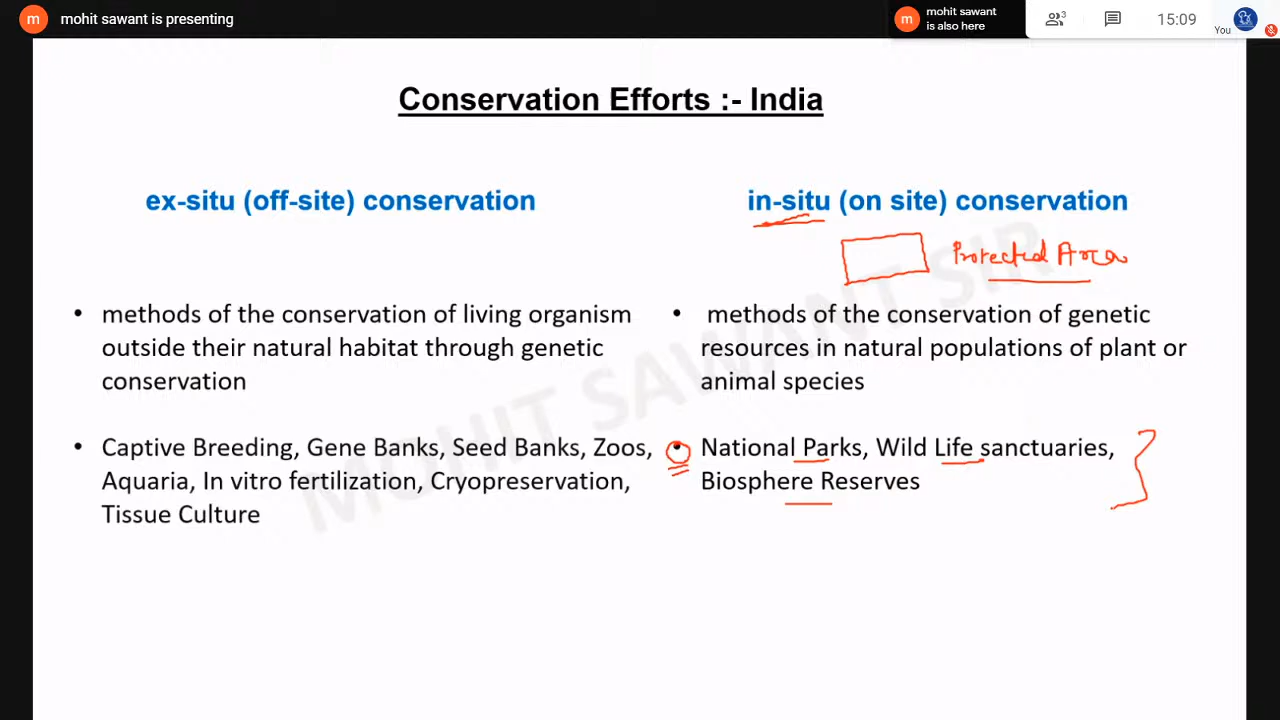 m mohit sawant is presenting
m mohit sawant
is also here
3
15:09
You
Conservation Efforts :- India
ex-situ (off-site) conservation
• methods of the conservation of living organism
outside their natural habitat through genetic
conservation
• Captive Breeding, Gene Banks, Seed Banks, Zoos,
Aquaria, In vitro fertilization, Cryopreservation,
Tissue Culture
in-situ (on site) conservation
Protected Area
• methods of the conservation of genetic
resources in natural populations of plant or
animal species
• National Parks, Wild Life sanctuaries,
Biosphere Reserves
MOHIT SAWANT SIR